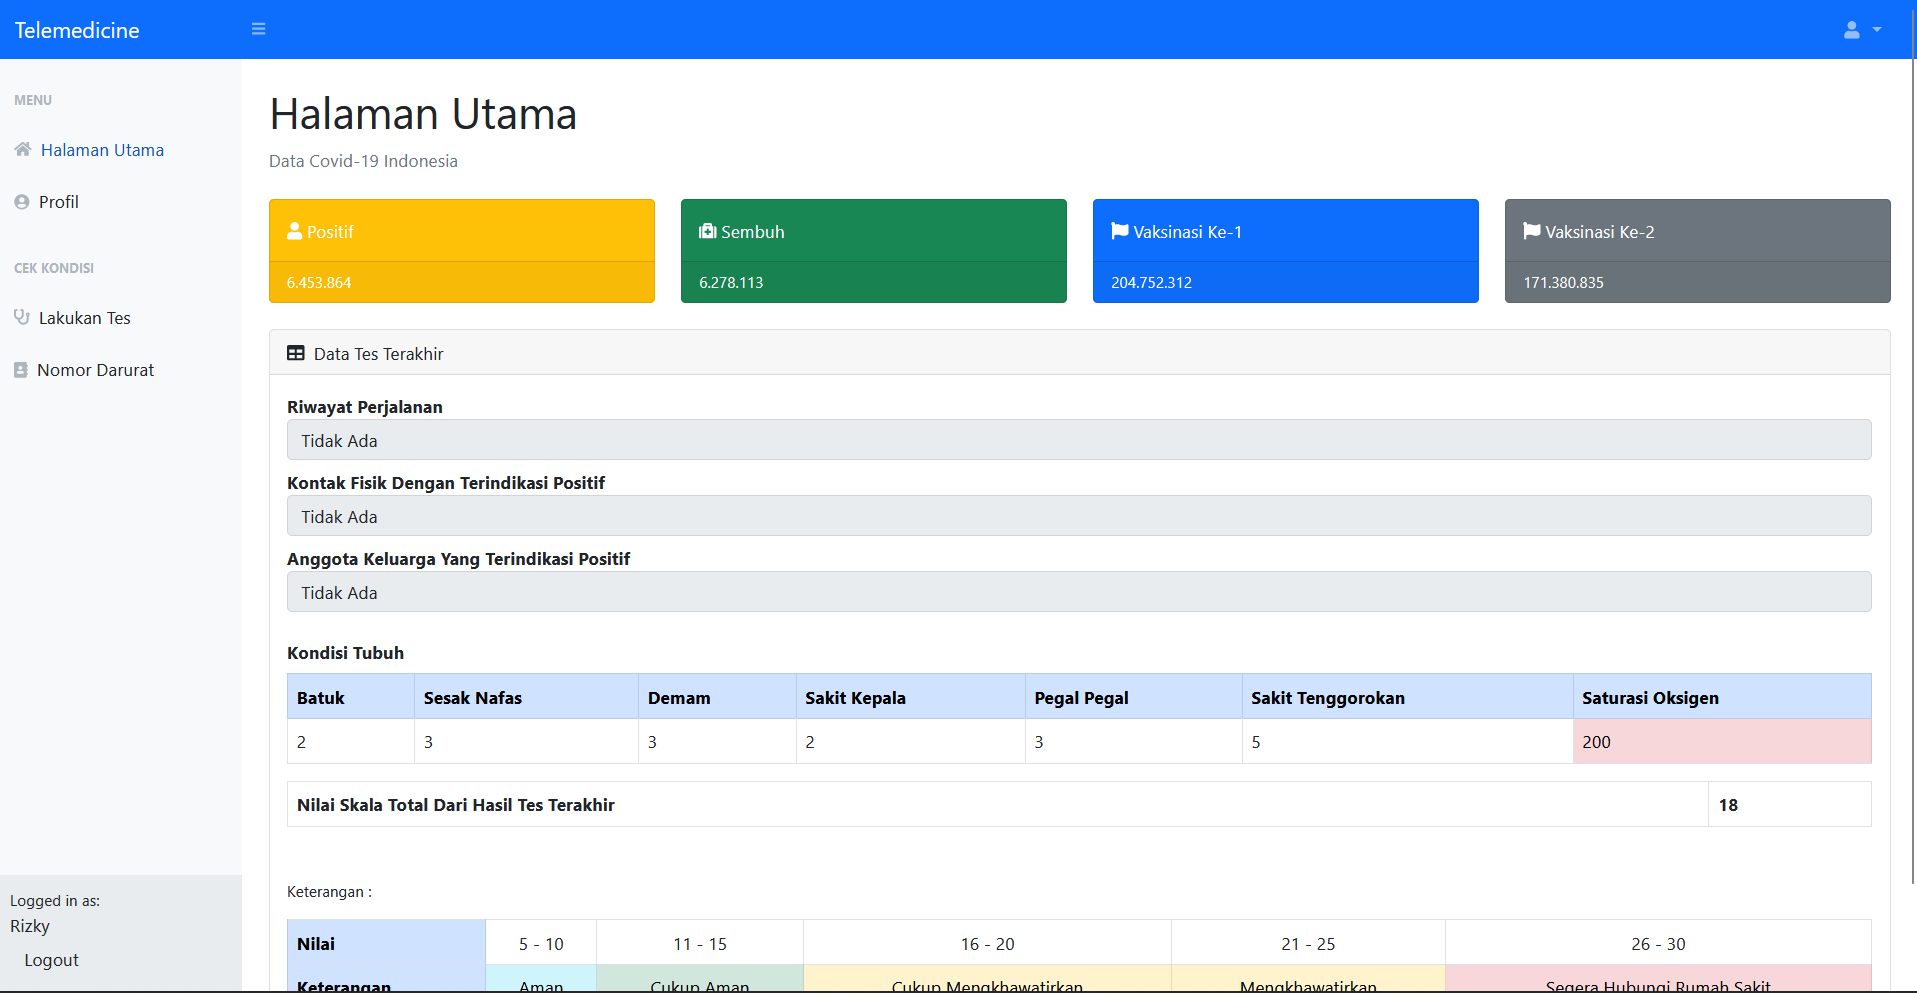 Telemedicine
MENU
Halaman Utama
Profil
CEK KONDISI
Lakukan Tes
Nomor Darurat
Logged in as:
Rizky
Logout
Halaman Utama
Data Covid-19 Indonesia
Positif
6.453.864
Sembuh
6.278.113
Vaksinasi Ke-1
204.752.312
Vaksinasi Ke-2
171.380.835
Data Tes Terakhir
Riwayat Perjalanan
Tidak Ada
Kontak Fisik Dengan Terindikasi Positif
Tidak Ada
Anggota Keluarga Yang Terindikasi Positif
Tidak Ada
Kondisi Tubuh
Batuk Sesak Nafas Demam Sakit Kepala Pegal Pegal Sakit Tenggorokan Saturasi Oksigen
2 3 3 2 3 5 200
Nilai Skala Total Dari Hasil Tes Terakhir 18
Keterangan :
Nilai 5 - 10 11 - 15 16 - 20 21 - 25 26 - 30
Keterangan Aman Cukup Aman Cukup Mengkhawatirkan Mengkhawatirkan Segera Hubungi Rumah Sakit